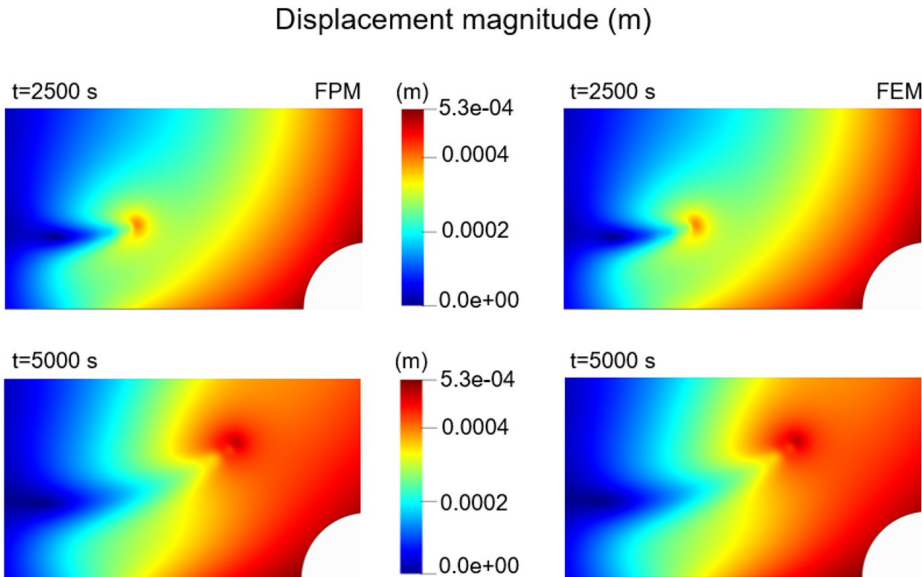 Displacement magnitude (m)
t=2500 s FPM (m) t=2500 s FEM
5.3e-04
0.0004
0.0002
0.0e+00
t=5000 s (m) t=5000 s
5.3e-04
0.0004
0.0002
0.0e+00